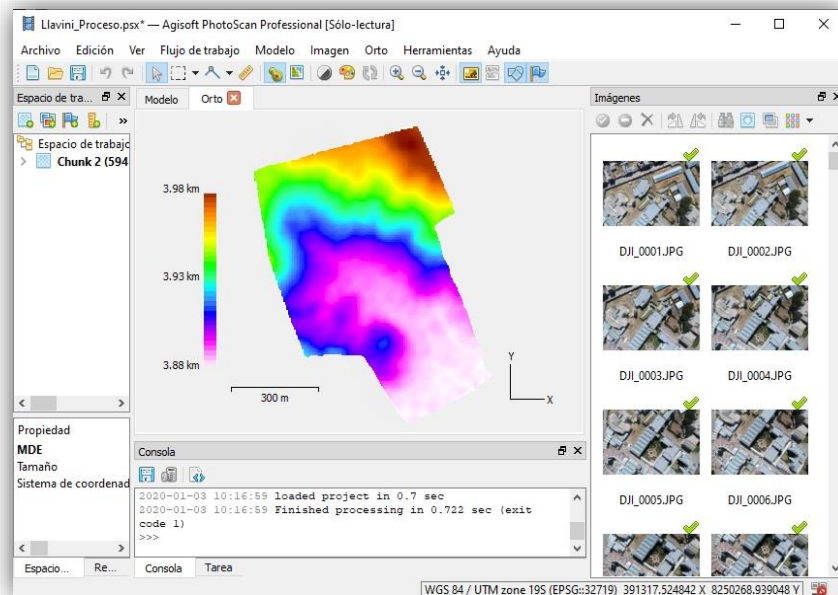 Llavini_Proceso.psx* — Agisoft PhotoScan Professional [Sólo-lectura]
Archivo Edición Ver Flujo de trabajo Modelo Imagen Orto Herramientas Ayuda
Espacio de tra...
Modelo Orto
Imágenes
»
Espacio de trabajo
Chunk 2 (594
3.98 km
3.93 km
3.88 km
300 m
Y
X
DJI_0001.JPG DJI_0002.JPG
DJI_0003.JPG DJI_0004.JPG
DJI_0005.JPG DJI_0006.JPG
Propiedad
MDE
Tamaño
Sistema de coordenad
Consola
2020-01-03 10:16:59 loaded project in 0.7 sec
2020-01-03 10:16:59 Finished processing in 0.722 sec (exit
code 1)
>>>
Espacio... Re...
Consola Tarea
WGS 84 / UTM zone 19S (EPSG::32719) 391317.524842 X 8250268.939048 Y